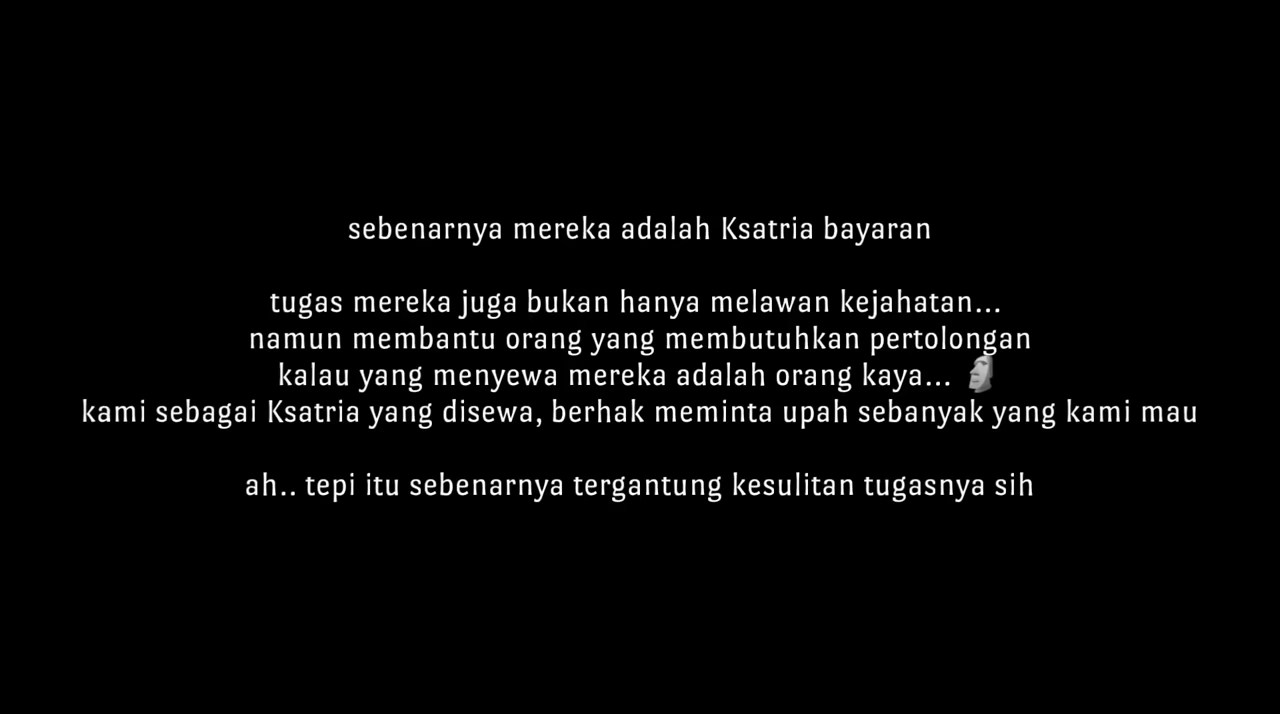 sebenarnya mereka adalah Ksatria bayaran
tugas mereka juga bukan hanya melawan kejahatan...
namun membantu orang yang membutuhkan pertolongan
kalau yang menyewa mereka adalah orang kaya... 🗿
kami sebagai Ksatria yang disewa, berhak meminta upah sebanyak yang kami mau
ah.. tepi itu sebenarnya tergantung kesulitan tugasnya sih